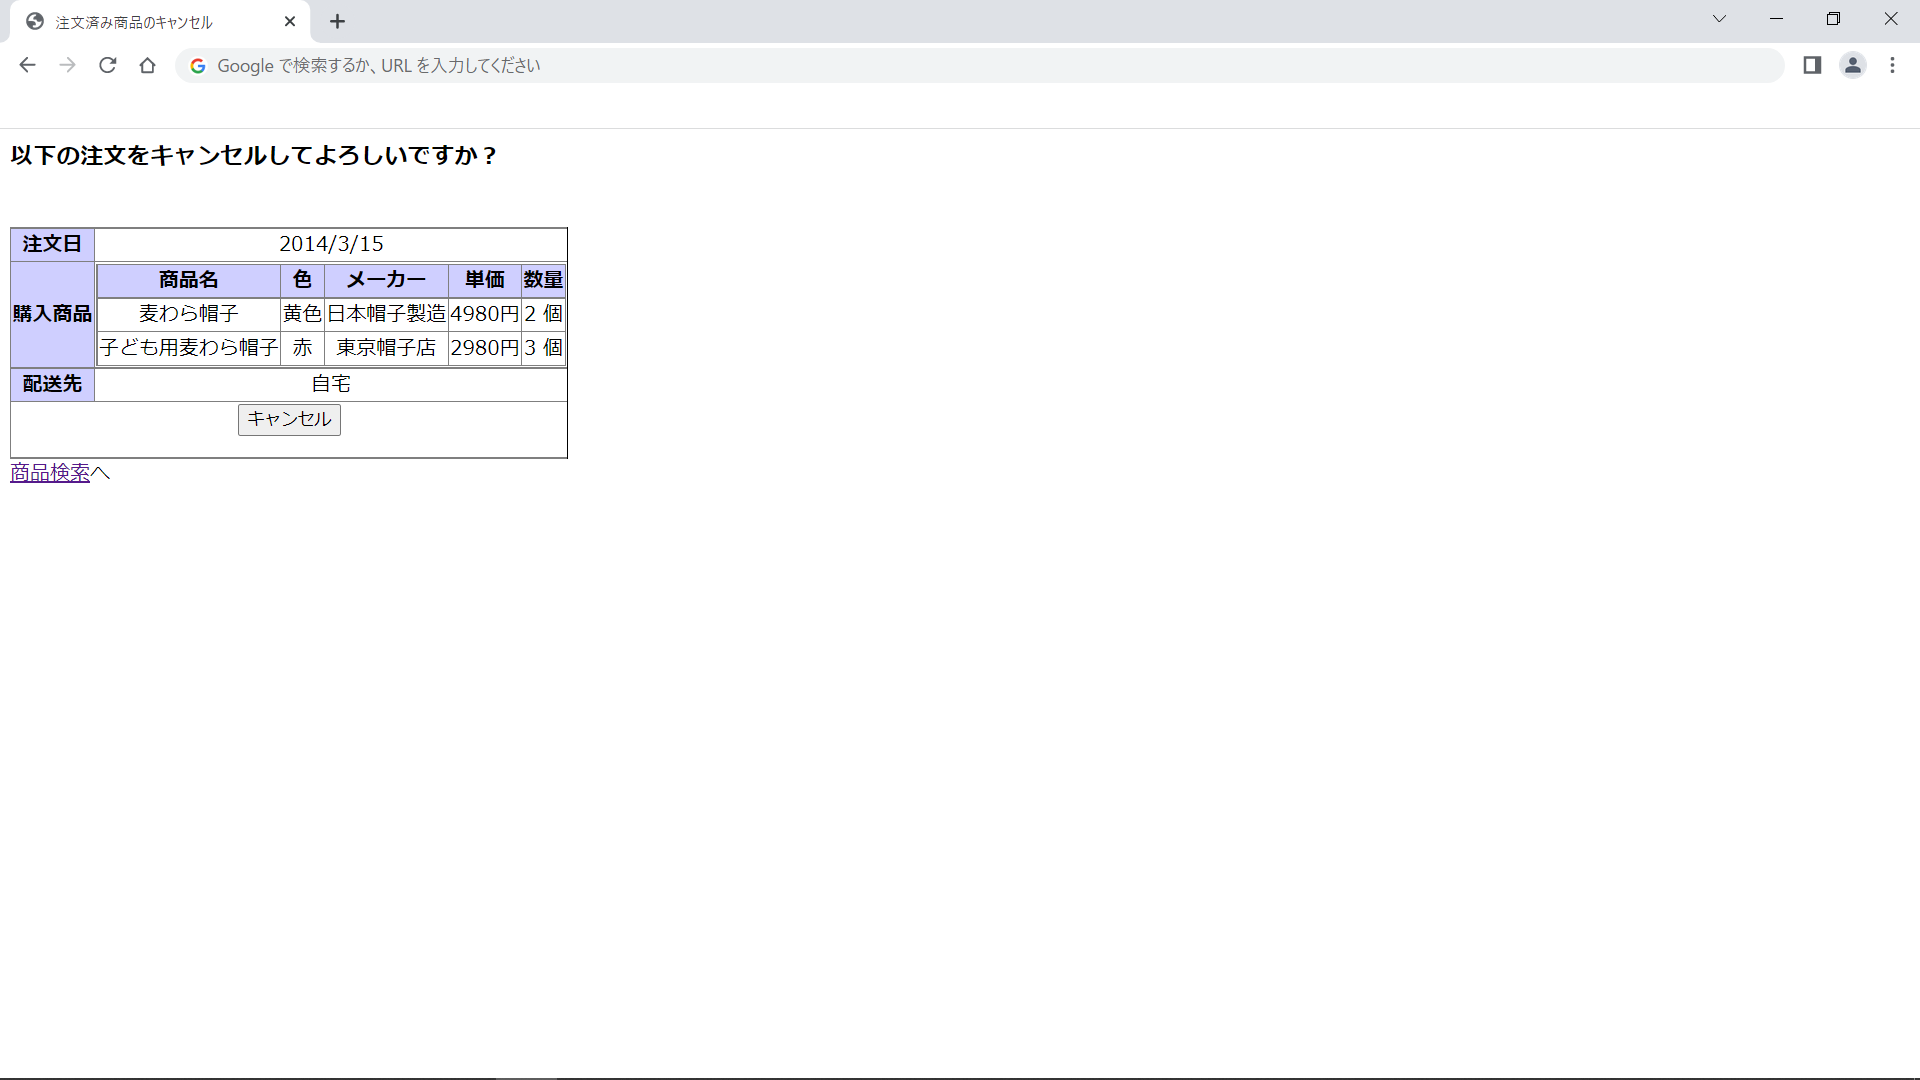 注文済み商品のキャンセル
Google で検索するか、URL を入力してください
以下の注文をキャンセルしてよろしいですか？
注文日 2014/3/15
購入商品
商品名 色 メーカー 単価 数量
麦わら帽子 黄色 日本帽子製造 4980円 2 個
子ども用麦わら帽子 赤 東京帽子店 2980円 3 個
配送先 自宅
キャンセル
商品検索へ